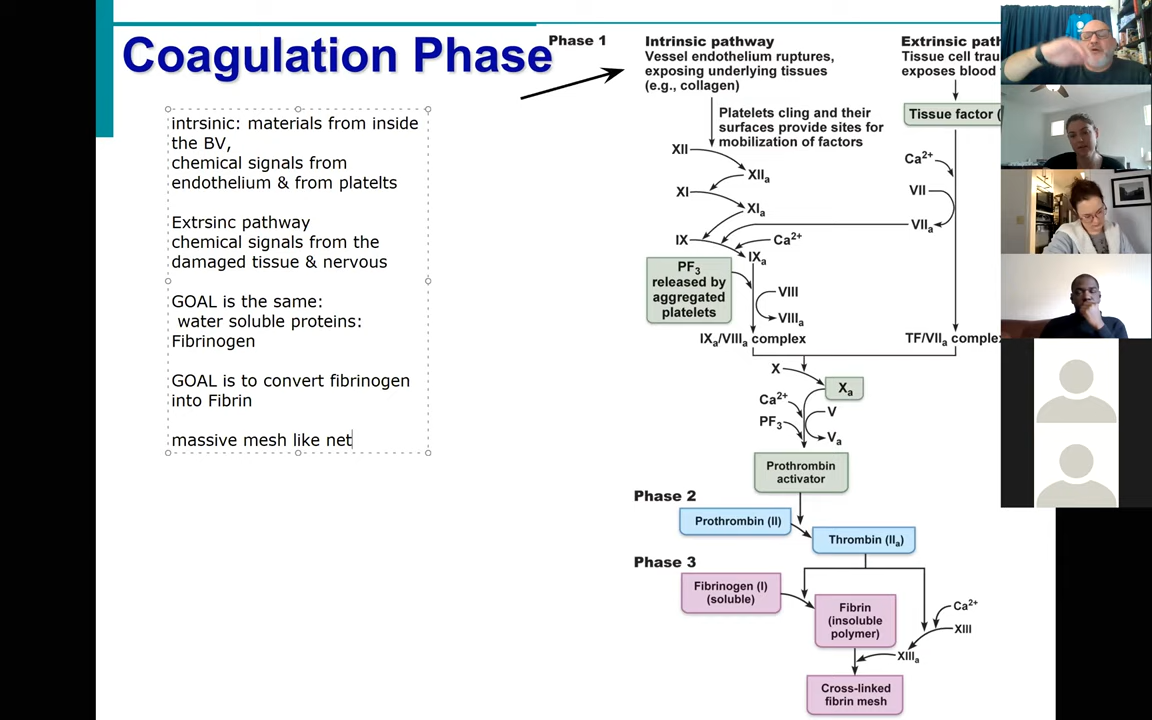 Coagulation Phase
intrsinic: materials from inside
the BV,
chemical signals from
endothelium & from platelts
Extrsinc pathway
chemical signals from the
damaged tissue & nervous
GOAL is the same:
water soluble proteins:
Fibrinogen
GOAL is to convert fibrinogen
into Fibrin
massive mesh like net
Phase 1
Intrinsic pathway
Vessel endothelium ruptures,
exposing underlying tissues
(e.g., collagen)
Platelets cling and their
surfaces provide sites for
mobilization of factors
XII
XIIa
XI
XIa
IX
Ca2+
IXa
PF3
released by
aggregated
platelets
VIII
VIIIa
IXa/VIIIa complex
Extrinsic
Tissue cell
exposes blood
Tissue factor (
Ca2+
VII
VIIa
TF/VIIa
X
Xa
Ca2+
PF3
V
Va
Prothrombin
activator
Phase 2
Prothrombin (II)
Thrombin (IIa)
Phase 3
Fibrinogen (I)
(soluble)
Fibrin
(insoluble
polymer)
Ca2+
XIII
XIIIa
Cross-linked
fibrin mesh